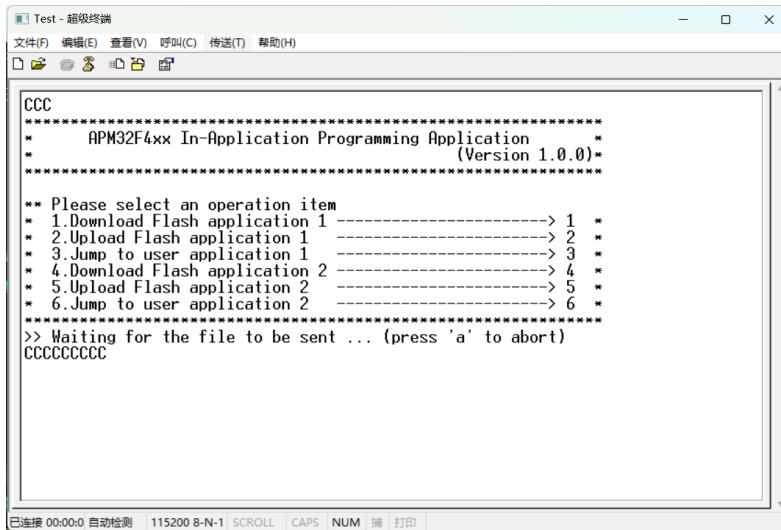 Test - 超级终端
文件(F) 编辑(E) 查看(V) 呼叫(C) 传送(T) 帮助(H)
CCC
***************************************************************
*      APM32F4xx In-Application Programming Application       *
*                                              (Version 1.0.0)*
***************************************************************
** Please select an operation item
*  1.Download Flash application 1 -----------------------> 1  *
*  2.Upload Flash application 1   -----------------------> 2  *
*  3.Jump to user application 1   -----------------------> 3  *
*  4.Download Flash application 2 -----------------------> 4  *
*  5.Upload Flash application 2   -----------------------> 5  *
*  6.Jump to user application 2   -----------------------> 6  *
***************************************************************
>> Waiting for the file to be sent ... (press 'a' to abort)
CCCCCCCCC
已连接 00:00:0 自动检测 115200 8-N-1 SCROLL CAPS NUM 捕 打印